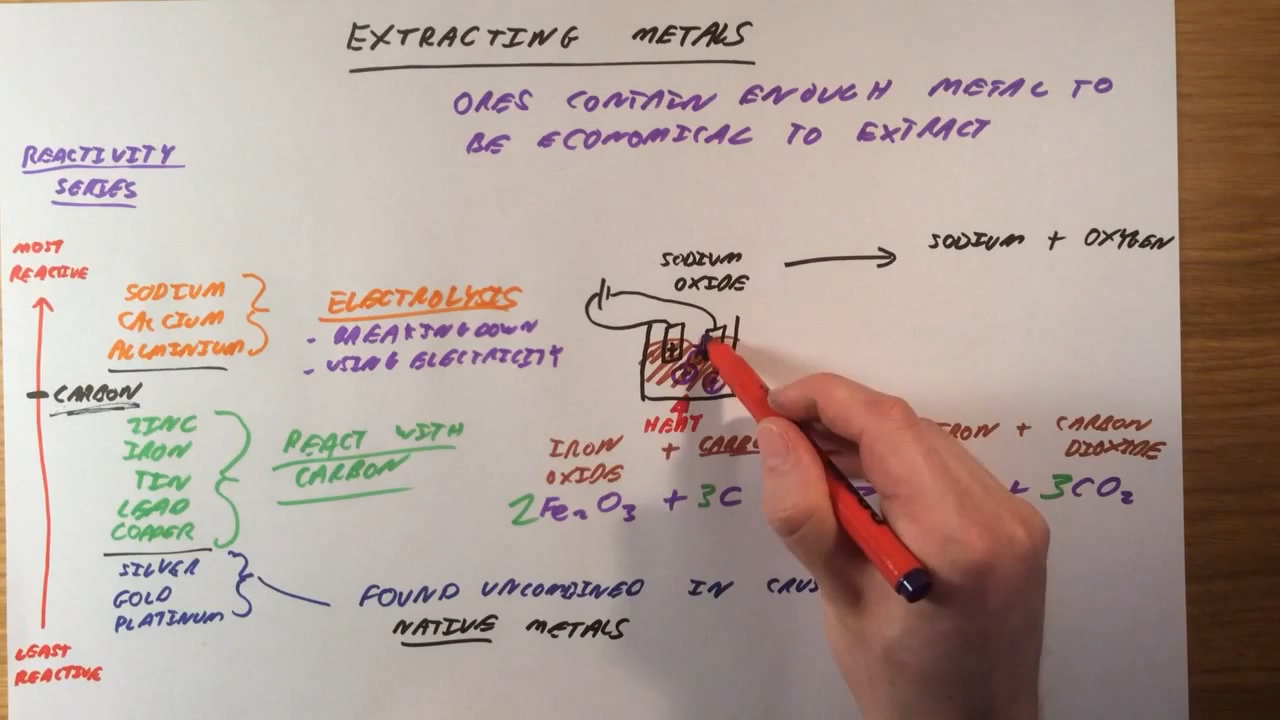 EXTRACTING METALS
ORES CONTAIN ENOUGH METAL TO
BE ECONOMICAL TO EXTRACT
REACTIVITY
SERIES
MOST
REACTIVE
SODIUM
CALCIUM
ALUMINIUM
CARBON
ZINC
IRON
TIN
LEAD
COPPER
SILVER
GOLD
PLATINUM
LEAST
REACTIVE
ELECTROLYSIS
- BREAKING DOWN
- USING ELECTRICITY
REACT WITH
CARBON
SODIUM
OXIDE
SODIUM + OXYGEN
+
HEAT
IRON
OXIDE
+
+ CARBON
DIOXIDE
2Fe2O3 + 3C
+ 3CO2
FOUND UNCOMBINED IN
NATIVE METALS